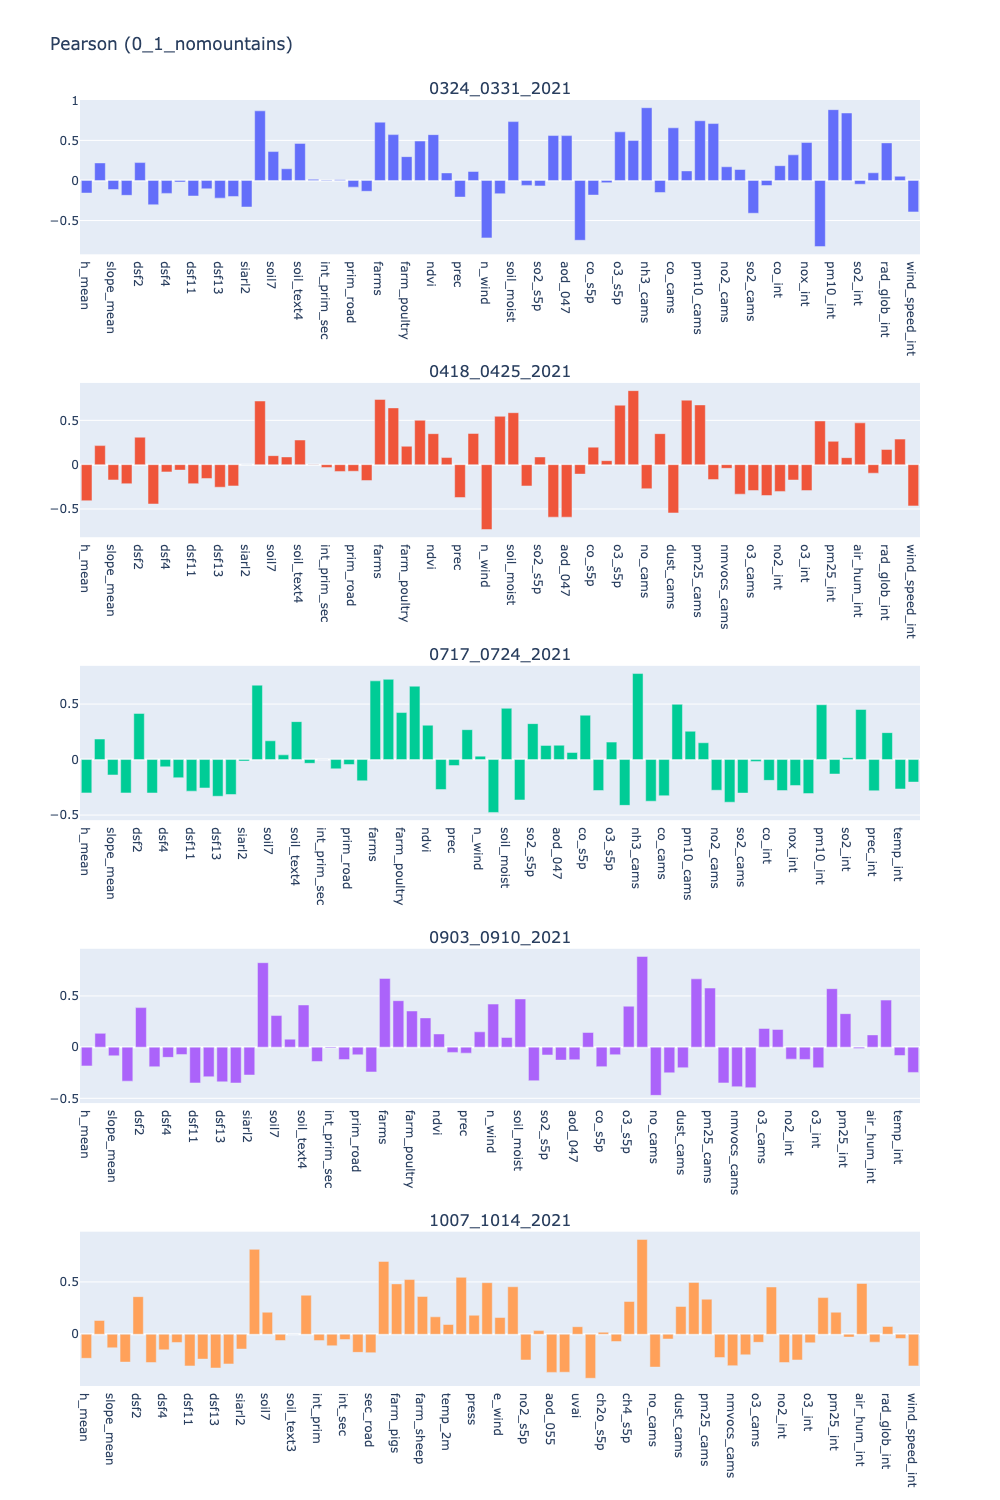 Pearson (0_1_nomountains)
0324_0331_2021
1
0.5
0
−0.5
h_mean
slope_mean
dsf2
dsf4
dsf11
dsf13
siarl2
soil7
soil_text4
int_prim_sec
prim_road
farms
farm_poultry
ndvi
prec
n_wind
soil_moist
so2_s5p
aod_047
co_s5p
o3_s5p
nh3_cams
co_cams
pm10_cams
no2_cams
so2_cams
co_int
nox_int
pm10_int
so2_int
rad_glob_int
wind_speed_int
0418_0425_2021
0.5
0
−0.5
h_mean
slope_mean
dsf2
dsf4
dsf11
dsf13
siarl2
soil7
soil_text4
int_prim_sec
prim_road
farms
farm_poultry
ndvi
prec
n_wind
soil_moist
so2_s5p
aod_047
co_s5p
o3_s5p
no_cams
dust_cams
pm25_cams
nmvocs_cams
o3_cams
no2_int
o3_int
pm25_int
air_hum_int
rad_glob_int
wind_speed_int
0717_0724_2021
0.5
0
−0.5
h_mean
slope_mean
dsf2
dsf4
dsf11
dsf13
siarl2
soil7
soil_text4
int_prim_sec
prim_road
farms
farm_poultry
ndvi
prec
n_wind
soil_moist
so2_s5p
aod_047
co_s5p
o3_s5p
nh3_cams
co_cams
pm10_cams
no2_cams
so2_cams
co_int
nox_int
pm10_int
so2_int
prec_int
temp_int
0903_0910_2021
0.5
0
−0.5
h_mean
slope_mean
dsf2
dsf4
dsf11
dsf13
siarl2
soil7
soil_text4
int_prim_sec
prim_road
farms
farm_poultry
ndvi
prec
n_wind
soil_moist
so2_s5p
aod_047
co_s5p
o3_s5p
no_cams
dust_cams
pm25_cams
nmvocs_cams
o3_cams
no2_int
o3_int
pm25_int
air_hum_int
temp_int
1007_1014_2021
0.5
0
h_mean
slope_mean
dsf2
dsf4
dsf11
dsf13
siarl2
soil7
soil_text3
int_prim
int_sec
sec_road
farm_pigs
farm_sheep
temp_2m
press
e_wind
no2_s5p
aod_055
uvai
ch2o_s5p
ch4_s5p
no_cams
dust_cams
pm25_cams
nmvocs_cams
o3_cams
no2_int
o3_int
pm25_int
air_hum_int
rad_glob_int
wind_speed_int